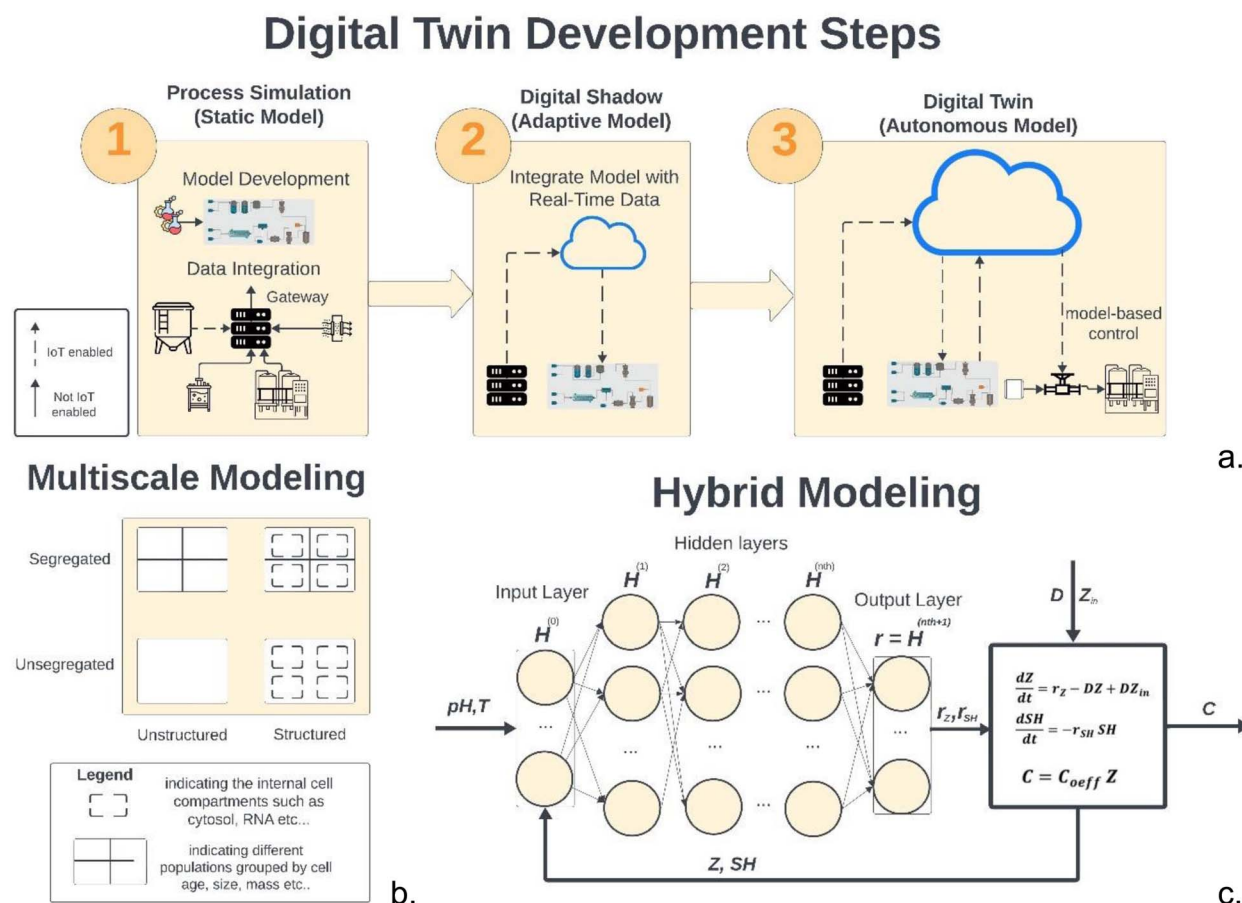 Digital Twin Development Steps
1
Process Simulation
(Static Model)
Model Development
Data Integration
Gateway
2
Digital Shadow
(Adaptive Model)
Integrate Model with
Real-Time Data
3
Digital Twin
(Autonomous Model)
model-based
control
IoT enabled
Not IoT
enabled
a.
Multiscale Modeling
Segregated
Unsegregated
Unstructured Structured
Legend
indicating the internal cell
compartments such as
cytosol, RNA etc...
indicating different
populations grouped by cell
age, size, mass etc..
b.
Hybrid Modeling
Hidden layers
Input Layer
H(0)
H(1) H(2) H(nth)
Output Layer
r = H(nth+1)
pH,T
...
...
...
...
...
...
...
...
...
...
rZ,rSH
D Zin
dZ/dt = rZ − DZ + DZin
dSH/dt = −rSH SH
C = Coeff Z
C
Z, SH
c.